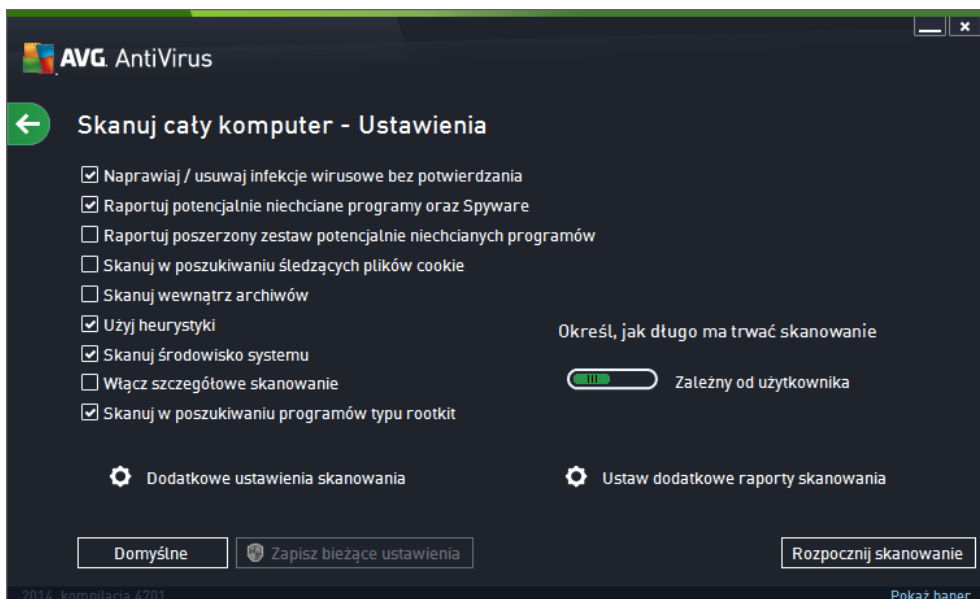 AVG. AntiVirus
Skanuj cały komputer - Ustawienia
Naprawiaj / usuwaj infekcje wirusowe bez potwierdzania
Raportuj potencjalnie niechciane programy oraz Spyware
Raportuj poszerzony zestaw potencjalnie niechcianych programów
Skanuj w poszukiwaniu śledzących plików cookie
Skanuj wewnątrz archiwów
Użyj heurystyki
Skanuj środowisko systemu
Włącz szczegółowe skanowanie
Skanuj w poszukiwaniu programów typu rootkit
Określ, jak długo ma trwać skanowanie
Zależny od użytkownika
Dodatkowe ustawienia skanowania
Ustaw dodatkowe raporty skanowania
Domyślne
Zapisz bieżące ustawienia
Rozpocznij skanowanie
2014 kompilacja 4701
Pokaż baner